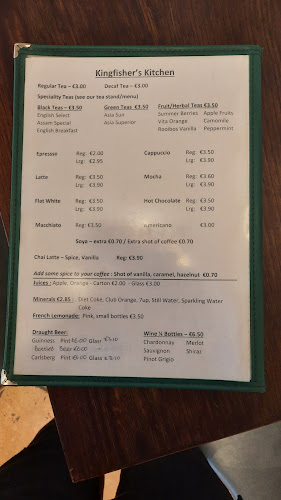 Kingfisher's Kitchen
Regular Tea – €3.00 Decaf Tea – €3.00
Speciality Teas (see our tea stand/menu)
Black Teas – €3.50 Green Teas €3.50 Fruit/Herbal Teas €3.50
English Select Asia Sun Summer Berries Apple Fruits
Assam Special Asia Superior Vita Orange Camomile
English Breakfast Rooibos Vanilla Peppermint
Espresso Reg: €2.00 Cappuccino Reg: €3.50
Lrg: €2.95 Lrg: €3.90
Latte Reg: €3.50 Mocha Reg: €3.60
Lrg: €3.90 Lrg: €3.90
Flat White Reg: €3.50 Hot Chocolate Reg: €3.50
Lrg: €3.90 Lrg: €3.90
Macchiato Reg: €3.50 Americano €3.00
Soya – extra €0.70 / Extra shot of coffee €0.70
Chai Latte – Spice, Vanilla Reg: €3.90
Add some spice to your coffee: Shot of vanilla, caramel, hazelnut €0.70
Juices: Apple, Orange - Carton €2.00 - Glass €3.00
Minerals €2.85: Diet Coke, Club Orange, 7up, Still Water, Sparkling Water
Coke
French Lemonade: Pink, small bottles €3.50
Draught Beer: Wine ¼ Bottles – €6.50
Guinness Pint Glass Chardonnay Merlot
Sauvignon Shiraz
Carlsberg Pint Glass Pinot Grigio